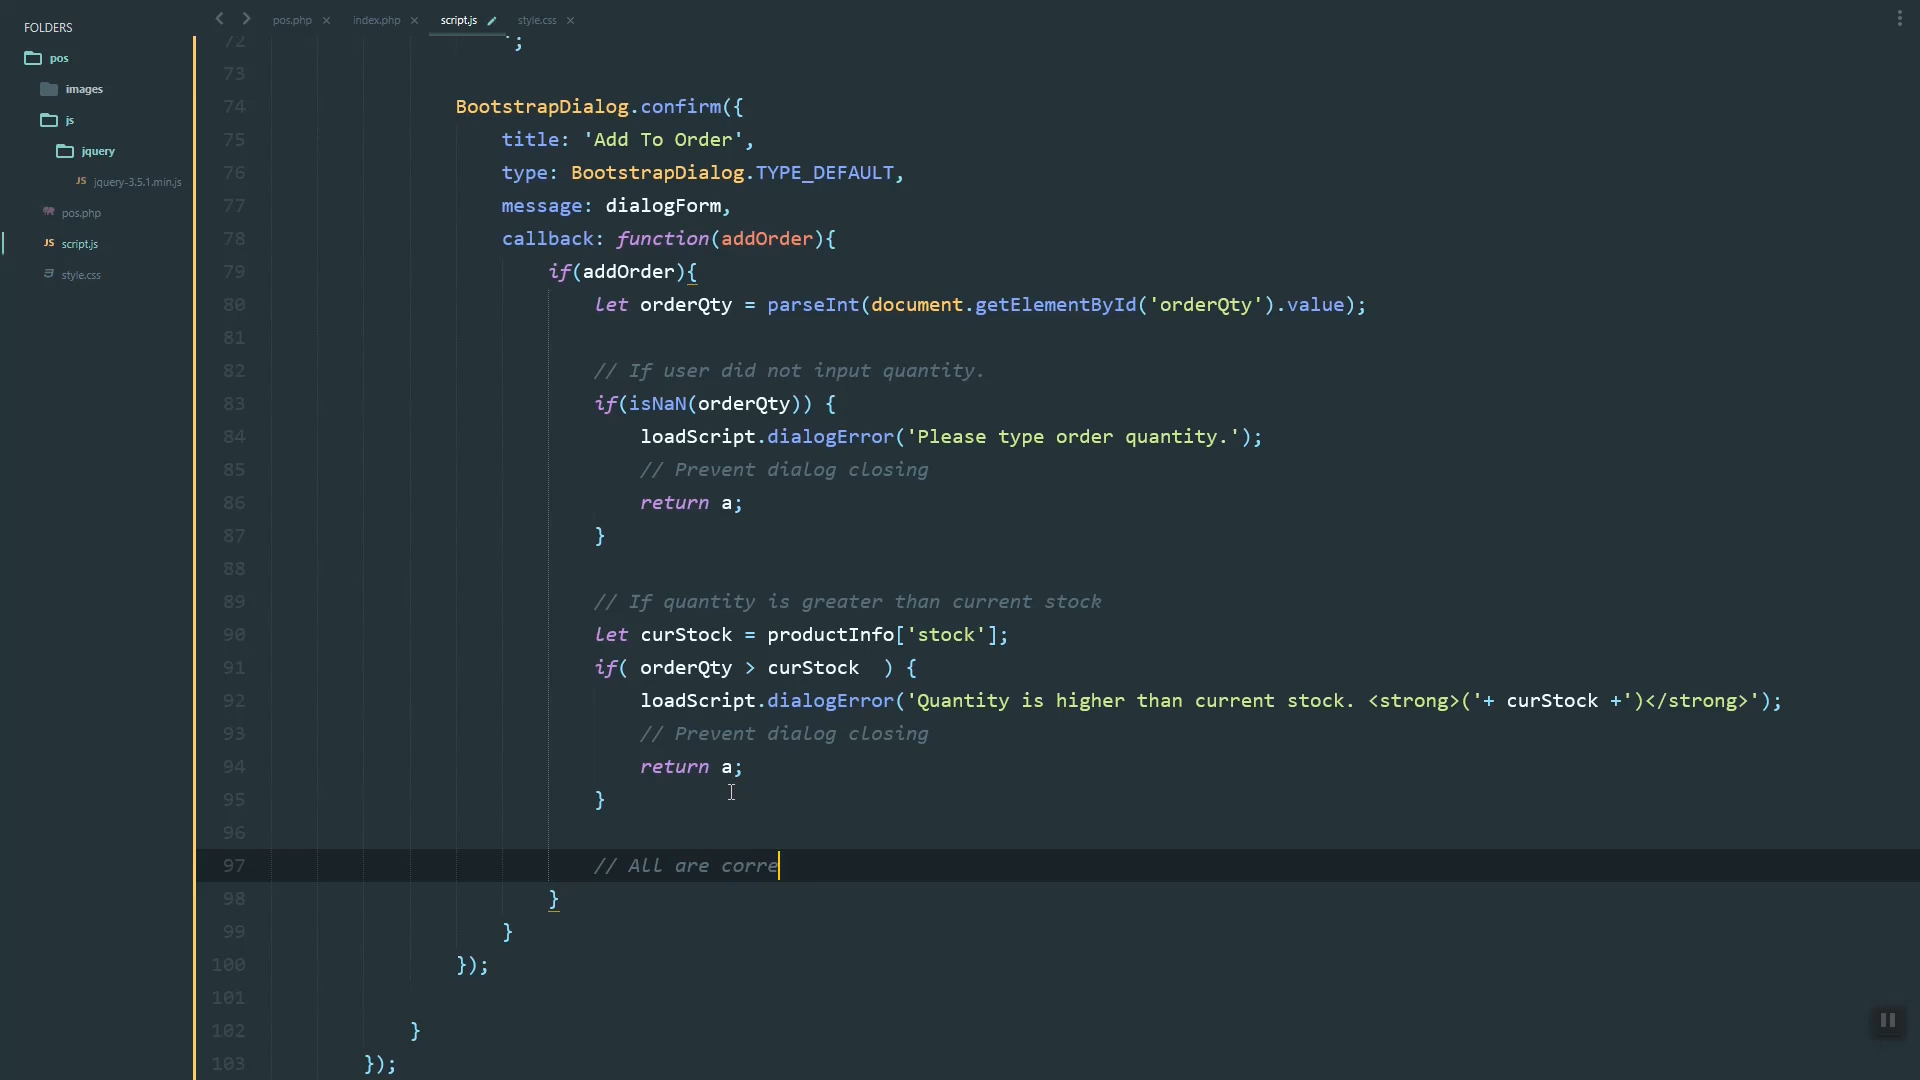 FOLDERS
pos
images
js
jquery
JS jquery-3.5.1.min.js
pos.php
JS script.js
style.css
pos.php × index.php × script.js style.css ×
72 `;
73
74 BootstrapDialog.confirm({
75 title: 'Add To Order',
76 type: BootstrapDialog.TYPE_DEFAULT,
77 message: dialogForm,
78 callback: function(addOrder){
79 if(addOrder){
80 let orderQty = parseInt(document.getElementById('orderQty').value);
81
82 // If user did not input quantity.
83 if(isNaN(orderQty)) {
84 loadScript.dialogError('Please type order quantity.');
85 // Prevent dialog closing
86 return a;
87 }
88
89 // If quantity is greater than current stock
90 let curStock = productInfo['stock'];
91 if( orderQty > curStock  ) {
92 loadScript.dialogError('Quantity is higher than current stock. <strong>('+ curStock +')</strong>');
93 // Prevent dialog closing
94 return a;
95 }
96
97 // All are corre
98 }
99 }
100 });
101
102 }
103 });